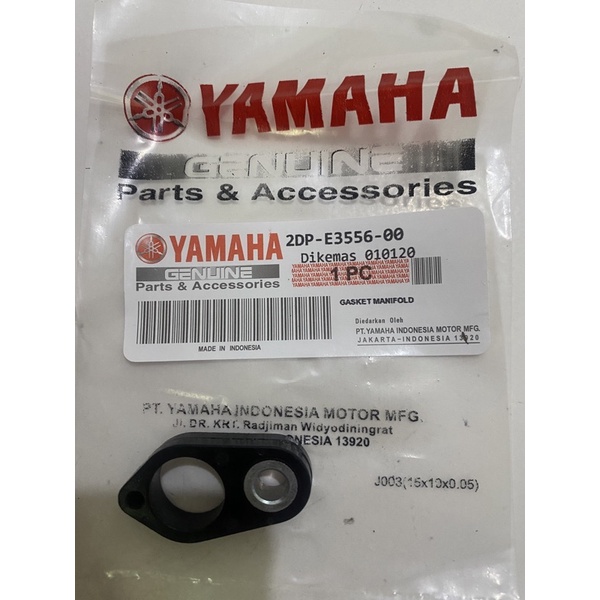 YAMAHA
GENUINE
Parts & Accessories
YAMAHA
GENUINE
Parts & Accessories
2DP-E3556-00
Dikemas 010120
1 PC
GASKET MANIFOLD
Diedarkan Oleh
PT.YAMAHA INDONESIA MOTOR MFG.
JAKARTA-INDONESIA 13920
MADE IN INDONESIA
PT. YAMAHA INDONESIA MOTOR MFG.
Jl. DR. KRT. Radjiman Widyodiningrat
INDONESIA 13920
J003(15x10x0.05)